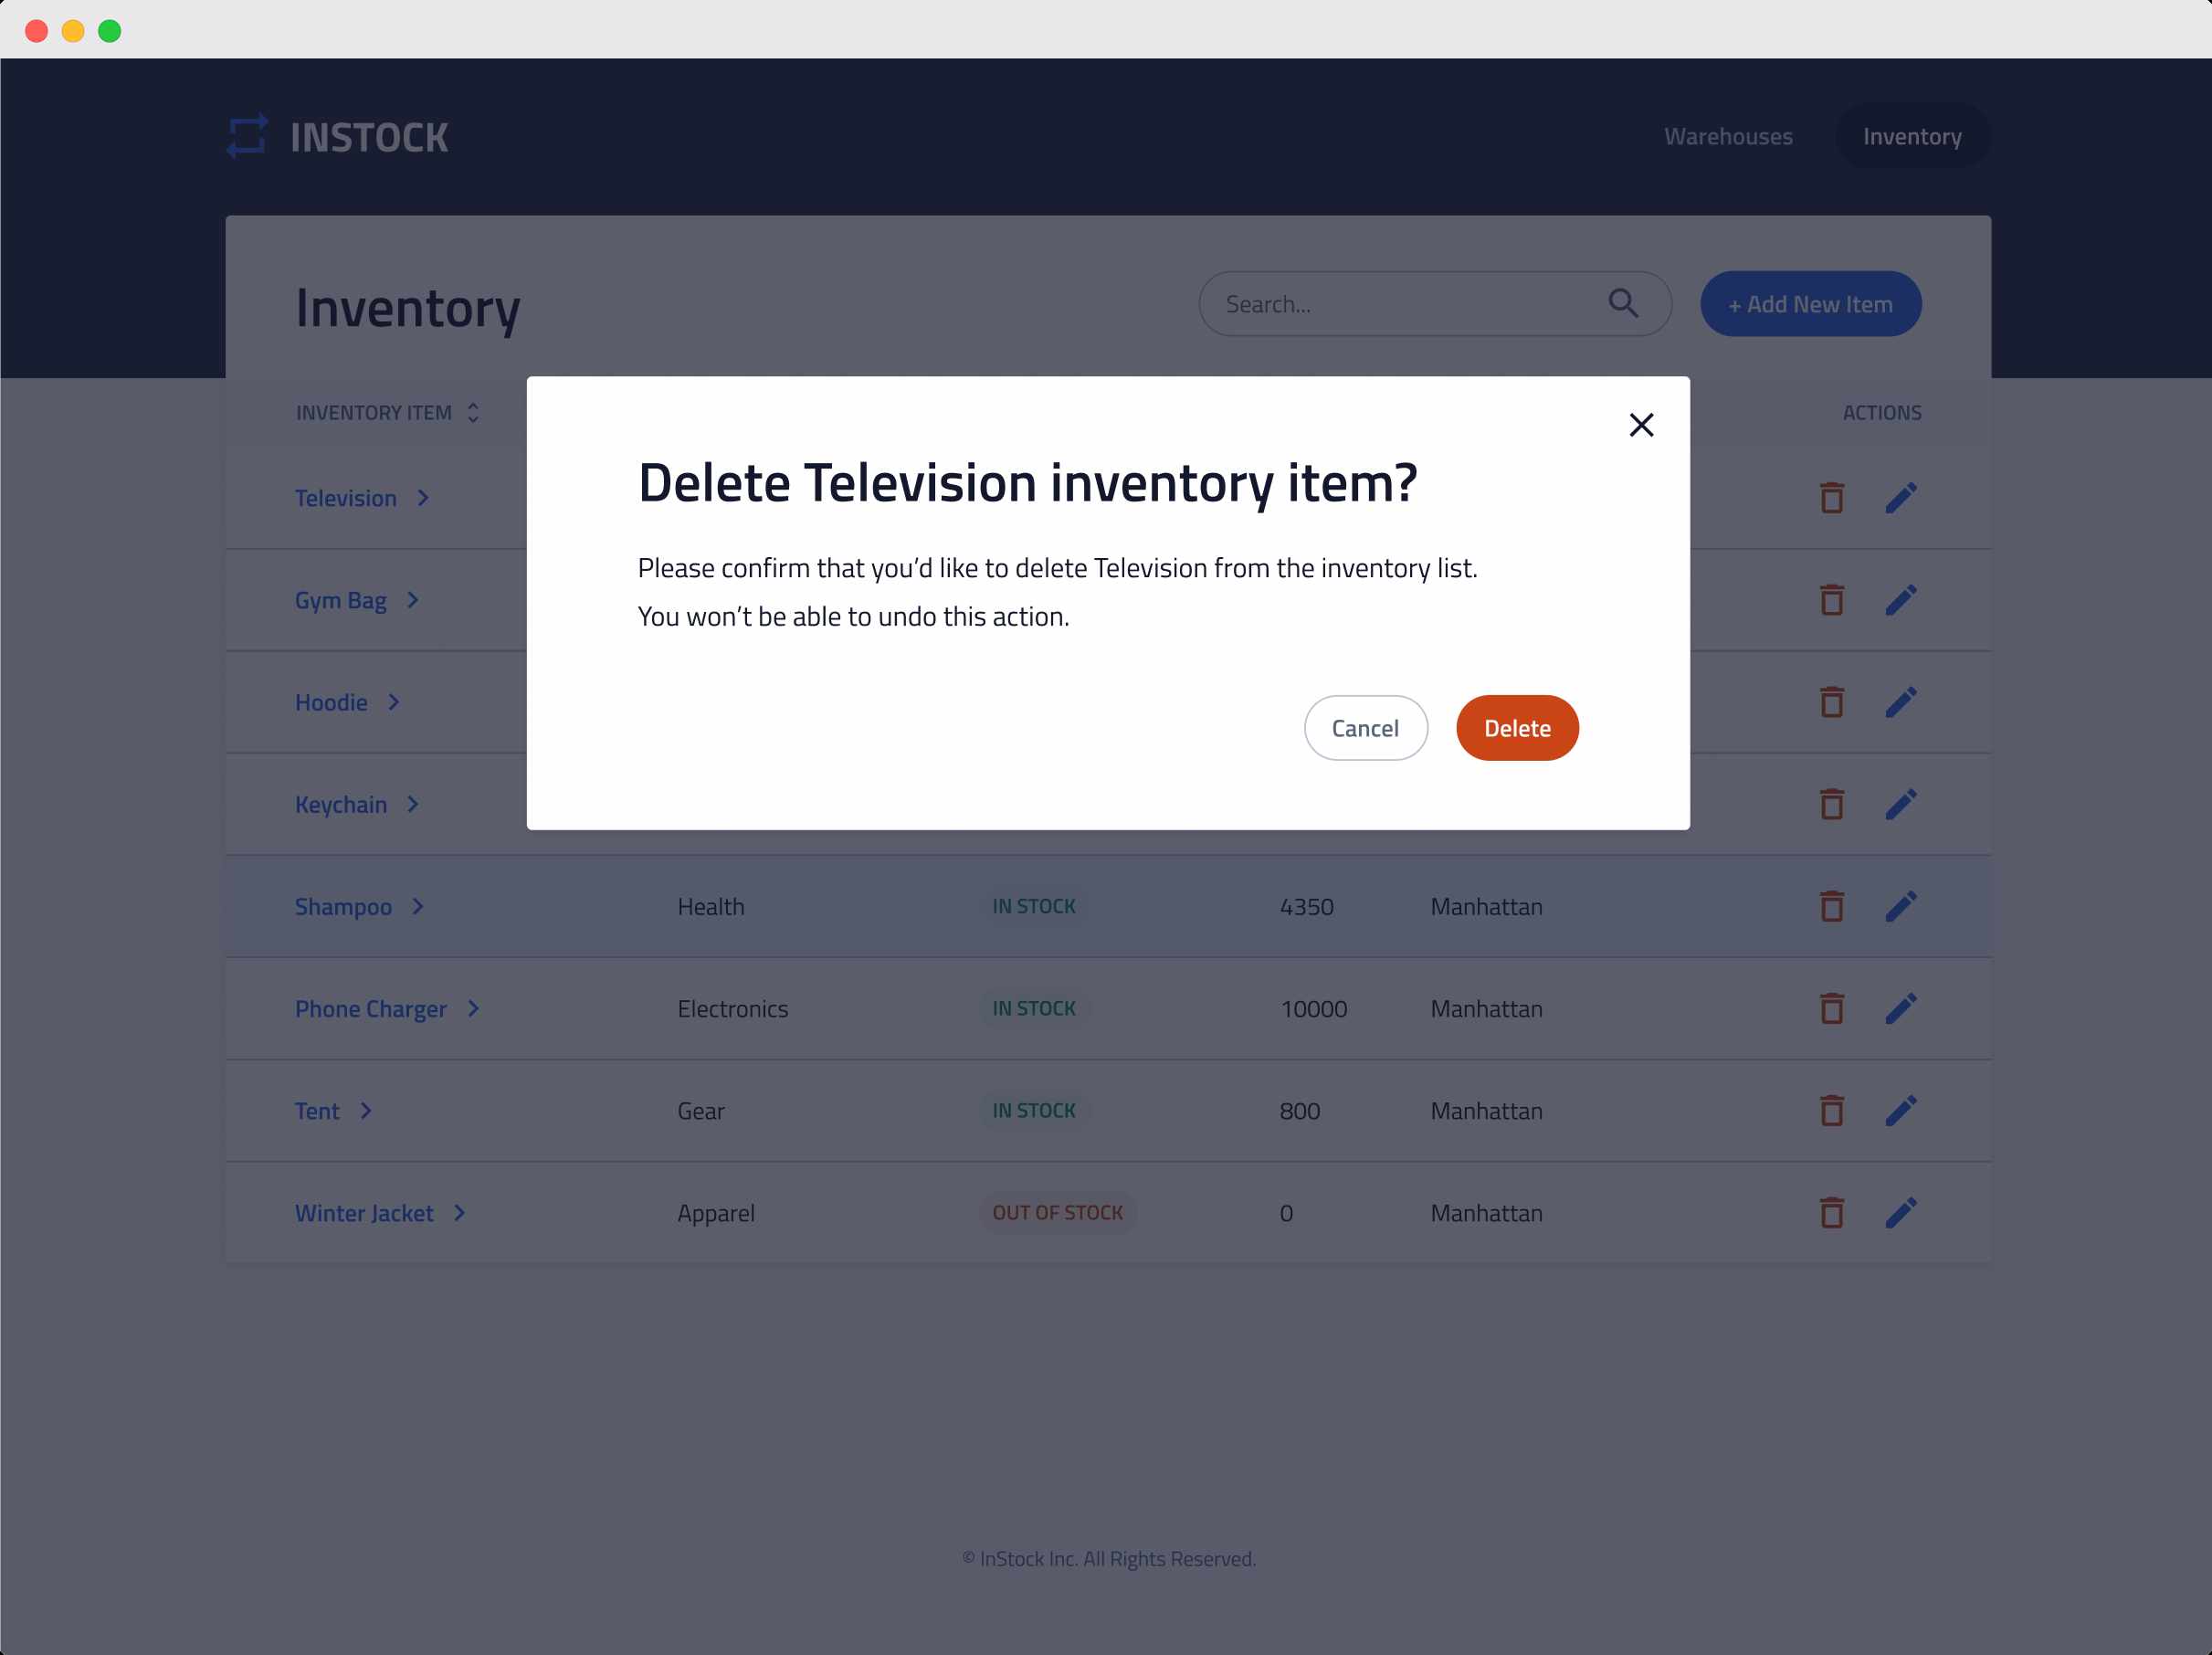 INSTOCK
Warehouses
Inventory
Inventory
Search...
+ Add New Item
INVENTORY ITEM
ACTIONS
Delete Television inventory item?
Please confirm that you’d like to delete Television from the inventory list.
You won’t be able to undo this action.
Cancel
Delete
Television
Gym Bag
Hoodie
Keychain
Shampoo Health IN STOCK 4350 Manhattan
Phone Charger Electronics IN STOCK 10000 Manhattan
Tent Gear IN STOCK 800 Manhattan
Winter Jacket Apparel OUT OF STOCK 0 Manhattan
© InStock Inc. All Rights Reserved.